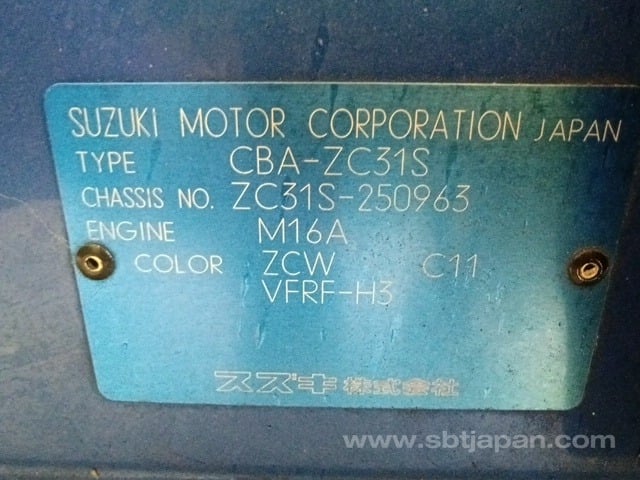 SUZUKI MOTOR CORPORATION JAPAN
TYPE CBA-ZC31S
CHASSIS NO. ZC31S-250963
ENGINE M16A
COLOR ZCW C11
VFRF-H3
スズキ株式会社
www.sbtjapan.com